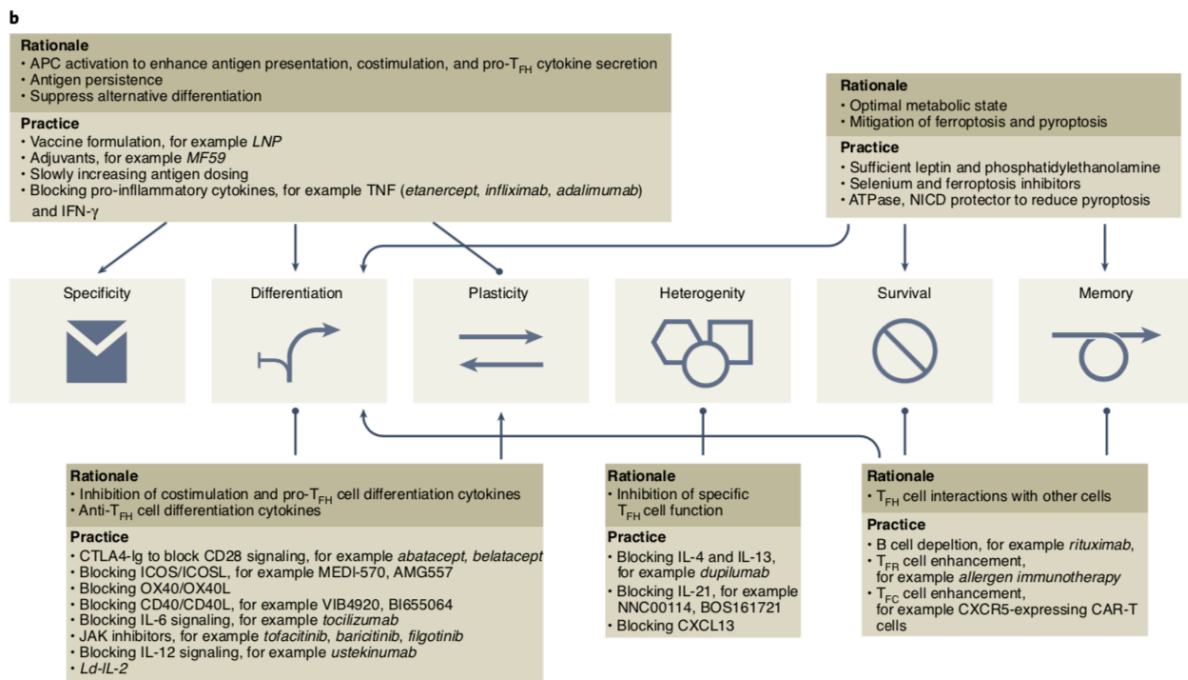 b
Rationale
• APC activation to enhance antigen presentation, costimulation, and pro-TFH cytokine secretion
• Antigen persistence
• Suppress alternative differentiation
Practice
• Vaccine formulation, for example LNP
• Adjuvants, for example MF59
• Slowly increasing antigen dosing
• Blocking pro-inflammatory cytokines, for example TNF (etanercept, infliximab, adalimumab)
and IFN-γ
Rationale
• Optimal metabolic state
• Mitigation of ferroptosis and pyroptosis
Practice
• Sufficient leptin and phosphatidylethanolamine
• Selenium and ferroptosis inhibitors
• ATPase, NICD protector to reduce pyroptosis
Specificity
Differentiation
Plasticity
Heterogenity
Survival
Memory
Rationale
• Inhibition of costimulation and pro-TFH cell differentiation cytokines
• Anti-TFH cell differentiation cytokines
Practice
• CTLA4-Ig to block CD28 signaling, for example abatacept, belatacept
• Blocking ICOS/ICOSL, for example MEDI-570, AMG557
• Blocking OX40/OX40L
• Blocking CD40/CD40L, for example VIB4920, BI655064
• Blocking IL-6 signaling, for example tocilizumab
• JAK inhibitors, for example tofacitinib, baricitinib, filgotinib
• Blocking IL-12 signaling, for example ustekinumab
• Ld-IL-2
Rationale
• Inhibition of specific
TFH cell function
Practice
• Blocking IL-4 and IL-13,
for example dupilumab
• Blocking IL-21, for example
NNC00114, BOS161721
• Blocking CXCL13
Rationale
• TFH cell interactions with other cells
Practice
• B cell depeltion, for example rituximab,
• TFR cell enhancement,
for example allergen immunotherapy
• TFC cell enhancement,
for example CXCR5-expressing CAR-T
cells